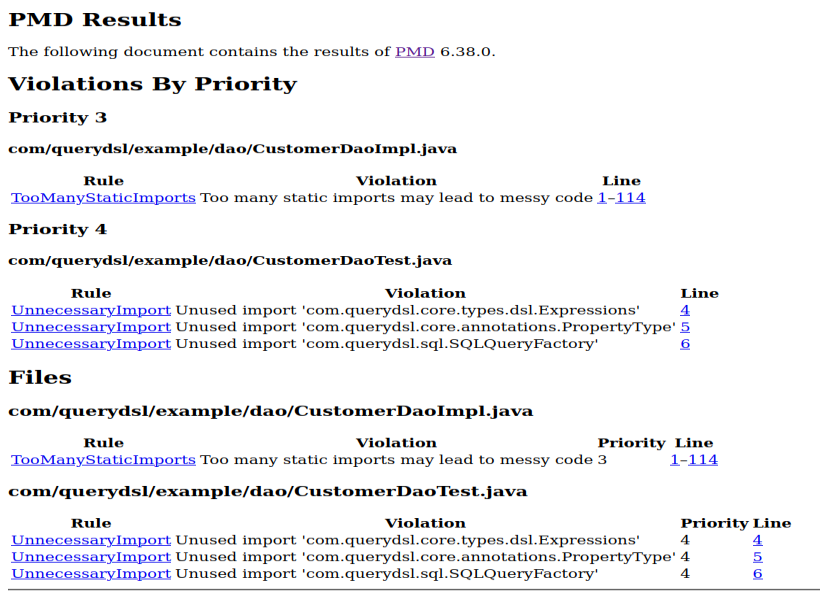 PMD Results
The following document contains the results of PMD 6.38.0.
Violations By Priority
Priority 3
com/querydsl/example/dao/CustomerDaoImpl.java
Rule Violation Line
TooManyStaticImports Too many static imports may lead to messy code 1–114
Priority 4
com/querydsl/example/dao/CustomerDaoTest.java
Rule Violation Line
UnnecessaryImport Unused import 'com.querydsl.core.types.dsl.Expressions' 4
UnnecessaryImport Unused import 'com.querydsl.core.annotations.PropertyType' 5
UnnecessaryImport Unused import 'com.querydsl.sql.SQLQueryFactory' 6
Files
com/querydsl/example/dao/CustomerDaoImpl.java
Rule Violation Priority Line
TooManyStaticImports Too many static imports may lead to messy code 3 1–114
com/querydsl/example/dao/CustomerDaoTest.java
Rule Violation Priority Line
UnnecessaryImport Unused import 'com.querydsl.core.types.dsl.Expressions' 4 4
UnnecessaryImport Unused import 'com.querydsl.core.annotations.PropertyType' 4 5
UnnecessaryImport Unused import 'com.querydsl.sql.SQLQueryFactory' 4 6